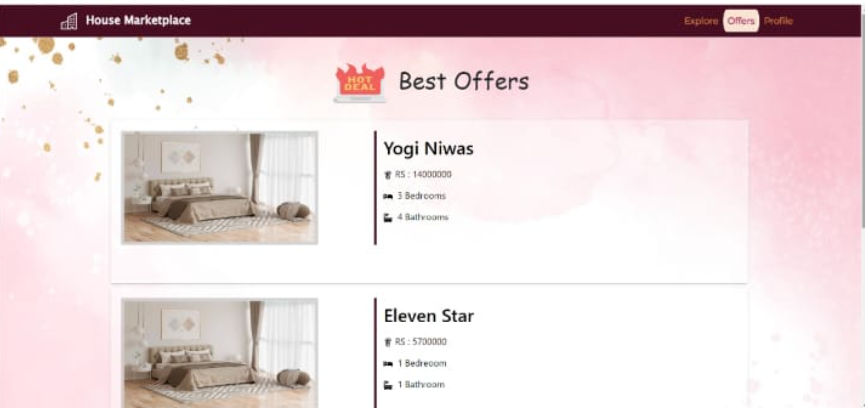 House Marketplace
Explore Offers Profile
HOT
DEAL
Best Offers
Yogi Niwas
RS : 14000000
3 Bedrooms
4 Bathrooms
Eleven Star
RS : 5700000
1 Bedroom
1 Bathroom